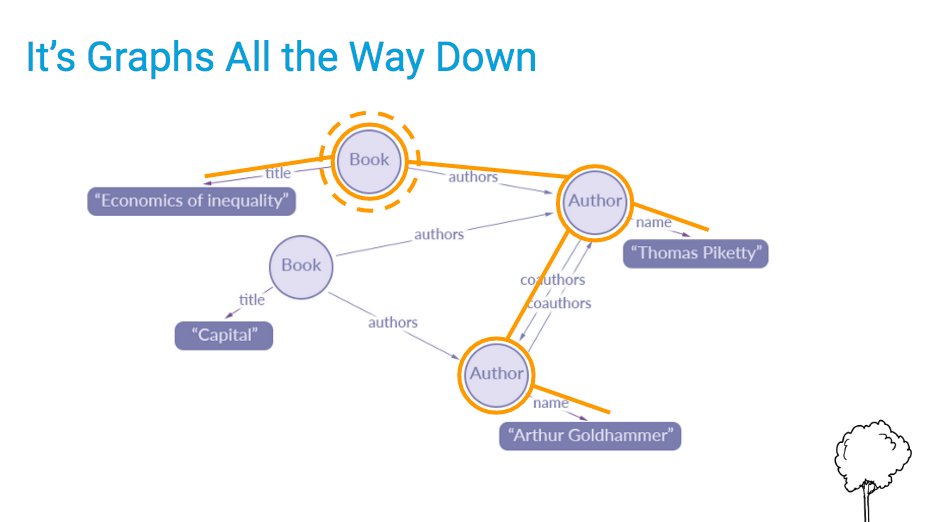 It's Graphs All the Way Down
Book
title
authors
"Economics of inequality"
Author
name
authors
"Thomas Piketty"
Book
coauthors
title
coauthors
authors
"Capital"
Author
name
"Arthur Goldhammer"